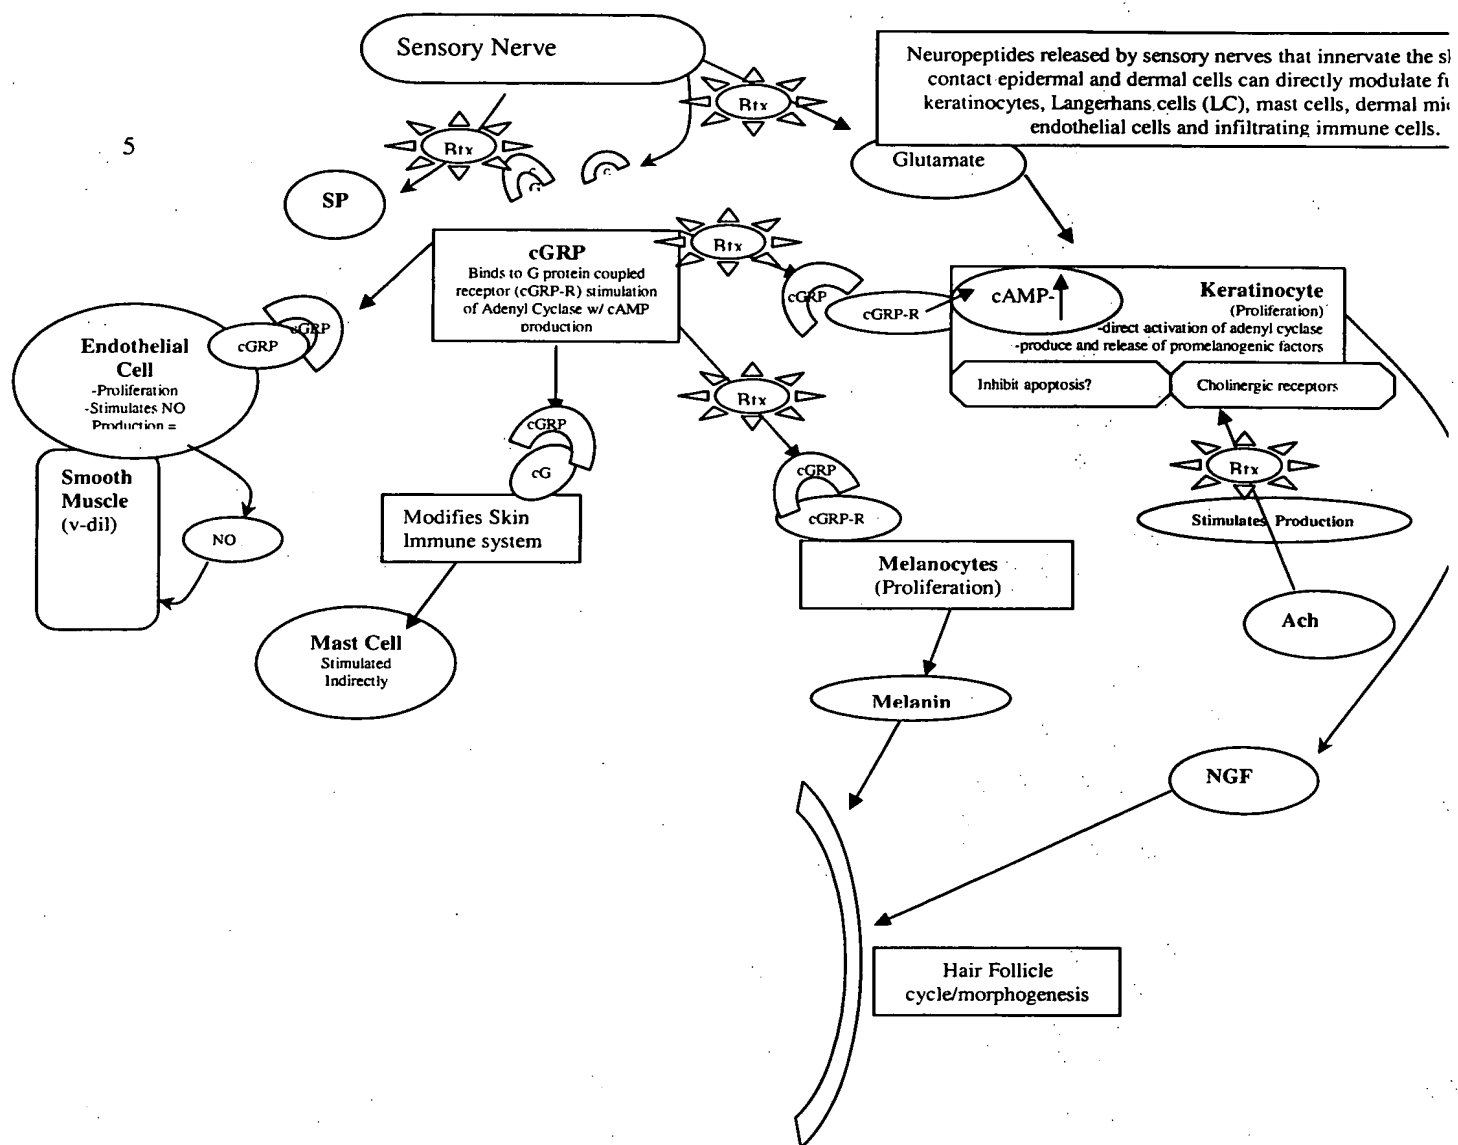 Sensory Nerve
Neuropeptides released by sensory nerves that innervate the
contact epidermal and dermal cells can directly modulate
keratinocytes, Langerhans cells (LC), mast cells, dermal
endothelial cells and infiltrating immune cells.
Btx
Btx
5
Glutamate
SP
G
Btx
cGRP
Binds to G protein coupled
receptor (cGRP-R) stimulation
of Adenyl Cyclase w/ cAMP
production
cGRP
cGRP-R
cAMP-
Keratinocyte
(Proliferation)
-direct activation of adenyl cyclase
-produce and release of promelanogenic factors
Inhibit apoptosis?
Cholinergic receptors
cGRP
cGRP
Endothelial
Cell
-Proliferation
-Stimulates NO
Production =
Btx
cGRP
cG
cGRP
cGRP-R
Btx
Stimulates Production
Smooth
Muscle
(v-dil)
NO
Modifies Skin
Immune system
Melanocytes
(Proliferation)
Ach
Mast Cell
Stimulated
Indirectly
Melanin
NGF
Hair Follicle
cycle/morphogenesis